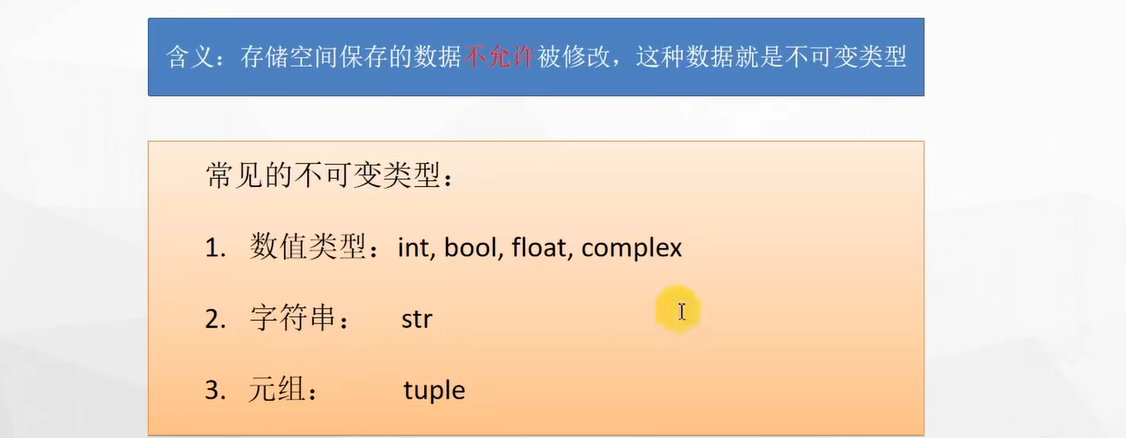 含义：存储空间保存的数据不允许被修改，这种数据就是不可变类型
常见的不可变类型：
1. 数值类型：int, bool, float, complex
2. 字符串： str
3. 元组： tuple